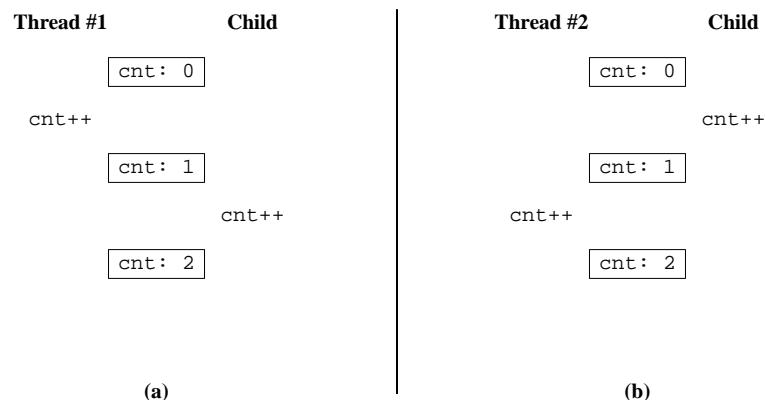 Thread #1 Child
cnt: 0
cnt++
cnt: 1
cnt++
cnt: 2
(a)
Thread #2 Child
cnt: 0
cnt++
cnt: 1
cnt++
cnt: 2
(b)